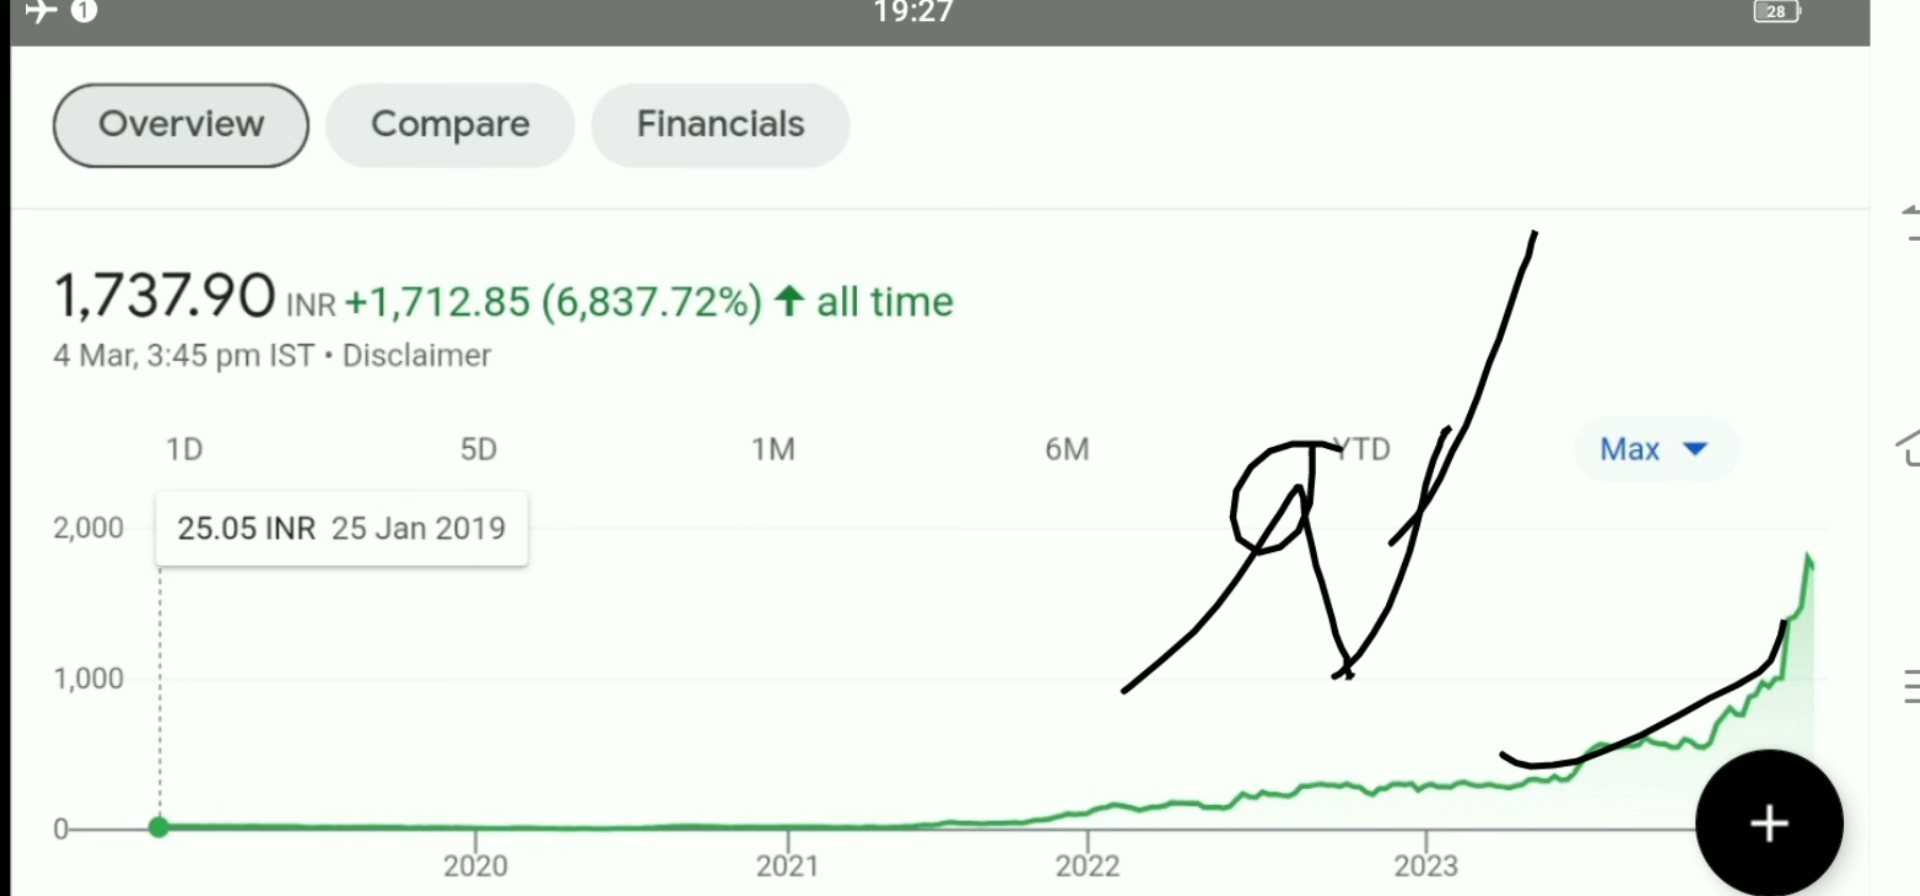 1 19:27 28
Overview Compare Financials
1,737.90 INR +1,712.85 (6,837.72%) ↑ all time
4 Mar, 3:45 pm IST • Disclaimer
1D 5D 1M 6M YTD Max
25.05 INR 25 Jan 2019
2,000
1,000
0
2020 2021 2022 2023
+